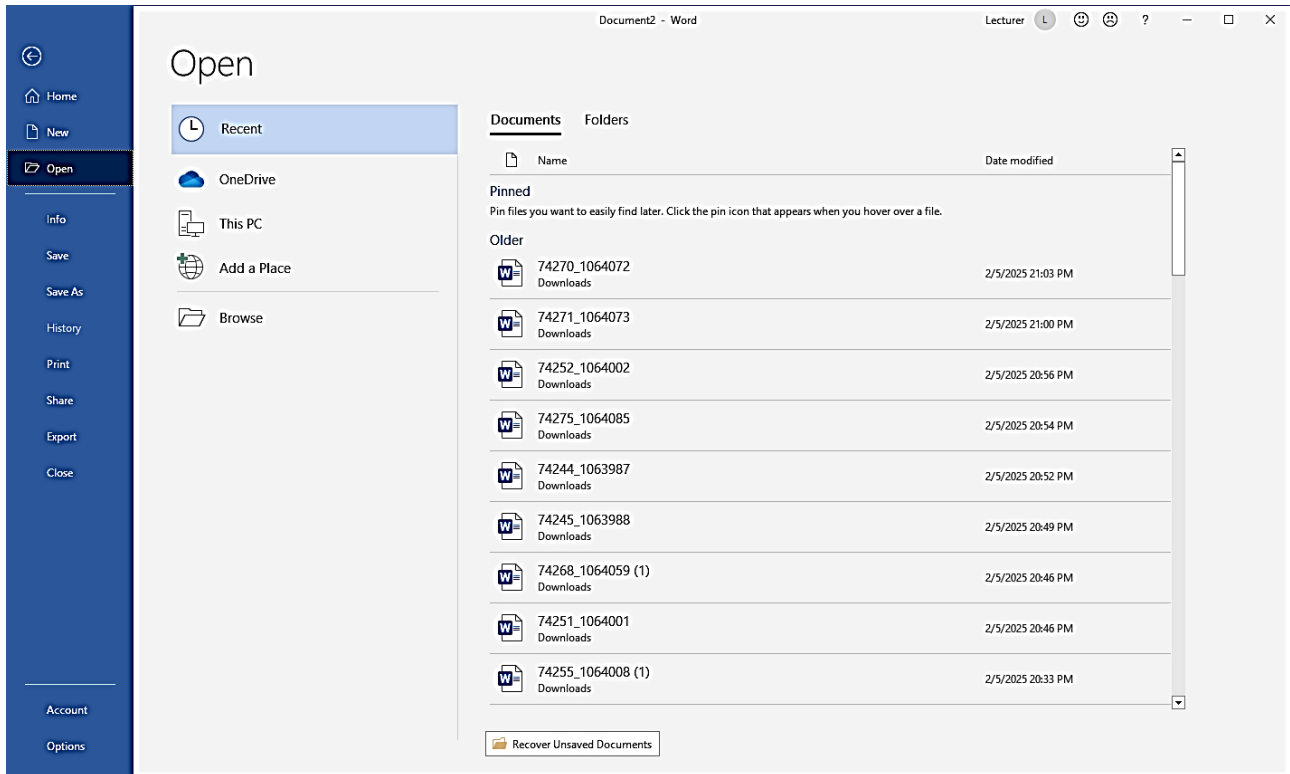 Document2 - Word
Lecturer L ?
Open
Home
New
Open
Info
Save
Save As
History
Print
Share
Export
Close
Account
Options
Recent
OneDrive
This PC
Add a Place
Browse
Documents Folders
Name Date modified
Pinned
Pin files you want to easily find later. Click the pin icon that appears when you hover over a file.
Older
74270_1064072
Downloads
2/5/2025 21:03 PM
74271_1064073
Downloads
2/5/2025 21:00 PM
74252_1064002
Downloads
2/5/2025 20:56 PM
74275_1064085
Downloads
2/5/2025 20:54 PM
74244_1063987
Downloads
2/5/2025 20:52 PM
74245_1063988
Downloads
2/5/2025 20:49 PM
74268_1064059 (1)
Downloads
2/5/2025 20:46 PM
74251_1064001
Downloads
2/5/2025 20:46 PM
74255_1064008 (1)
Downloads
2/5/2025 20:33 PM
Recover Unsaved Documents